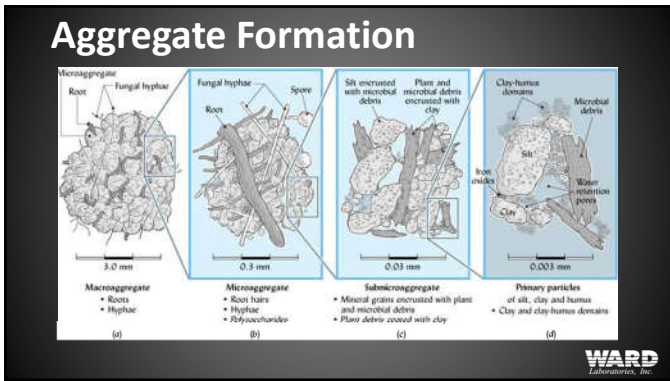 Aggregate Formation
Microaggregate
Fungal hyphae
Root
3.0 mm
Macroaggregate
• Roots
• Hyphae
(a)
Fungal hyphae
Spore
Root
0.3 mm
Microaggregate
• Root hairs
• Hyphae
• Polysaccharides
(b)
Silt encrusted
with microbial
debris
Plant and
microbial debris
encrusted with
clay
0.03 mm
Submicroaggregate
• Mineral grains encrusted with plant
and microbial debris
• Plant debris coated with clay
(c)
Clay-humus
domains
Microbial
debris
Silt
Iron
oxides
Water
retention
pores
Clay
0.003 mm
Primary particles
of silt, clay and humus
• Clay and clay-humus domains
(d)
WARD
Laboratories, Inc.